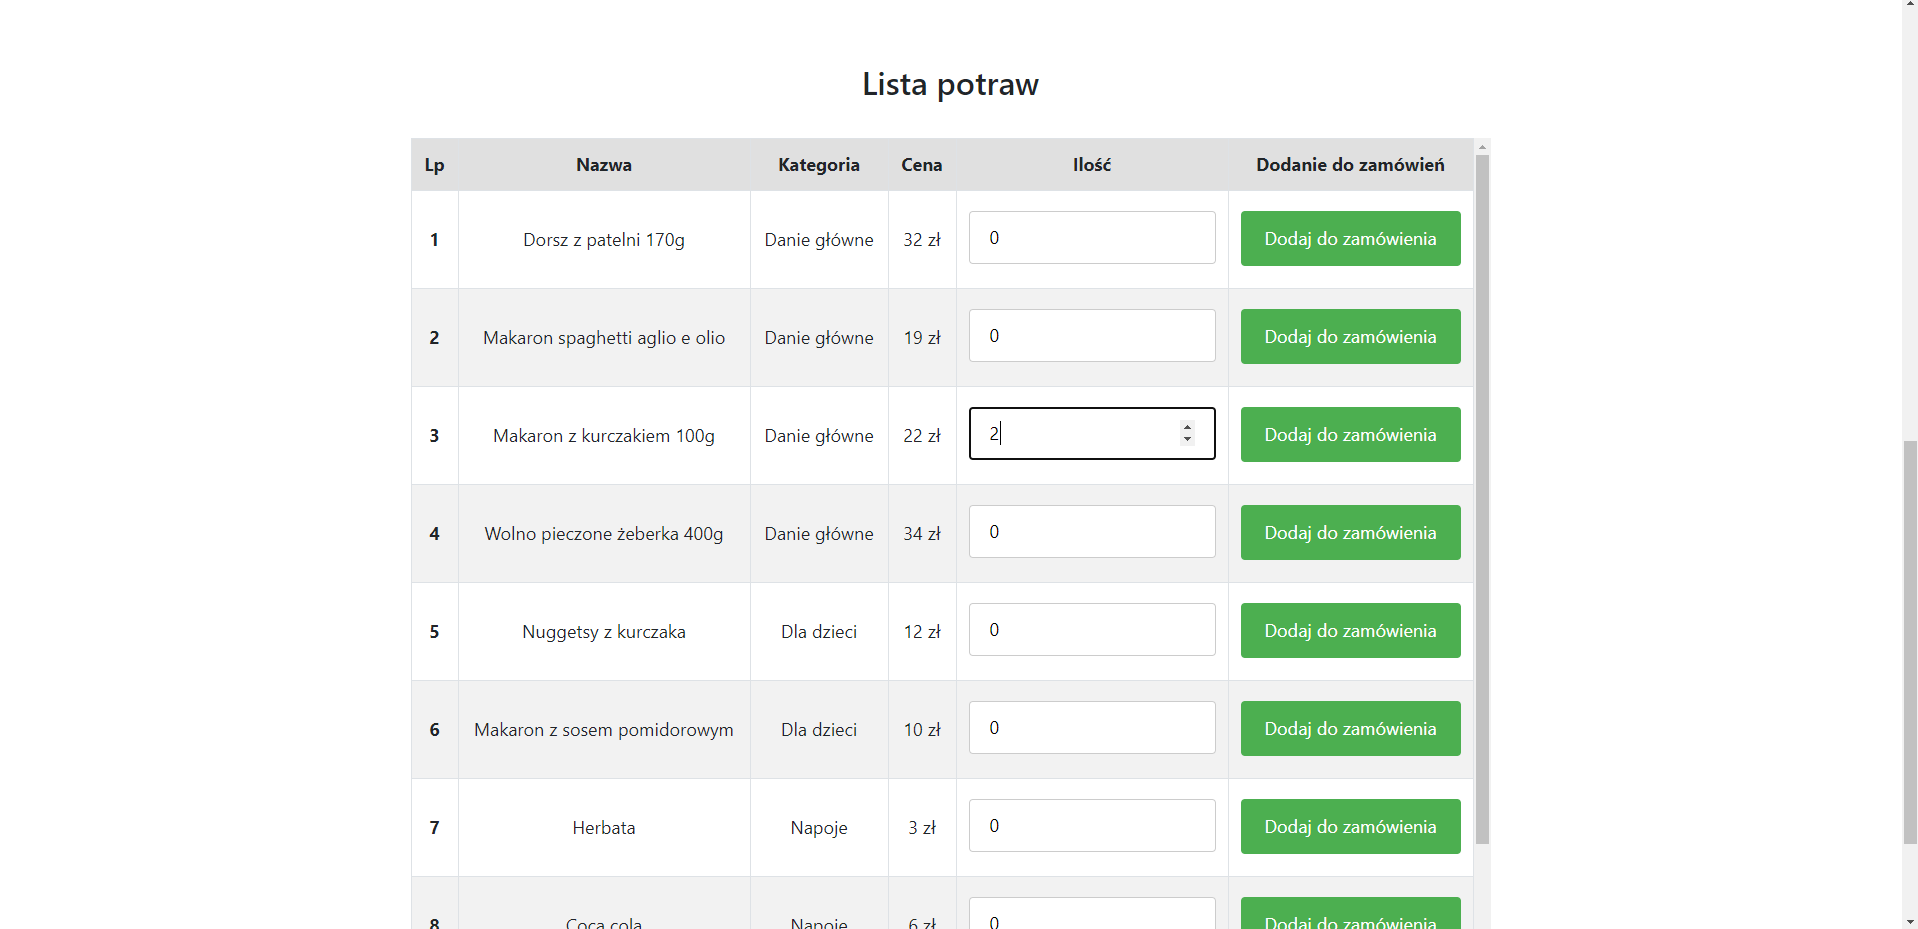 Lista potraw
Lp Nazwa Kategoria Cena Ilość Dodanie do zamówień
1 Dorsz z patelni 170g Danie główne 32 zł 0 Dodaj do zamówienia
2 Makaron spaghetti aglio e olio Danie główne 19 zł 0 Dodaj do zamówienia
3 Makaron z kurczakiem 100g Danie główne 22 zł 2 Dodaj do zamówienia
4 Wolno pieczone żeberka 400g Danie główne 34 zł 0 Dodaj do zamówienia
5 Nuggetsy z kurczaka Dla dzieci 12 zł 0 Dodaj do zamówienia
6 Makaron z sosem pomidorowym Dla dzieci 10 zł 0 Dodaj do zamówienia
7 Herbata Napoje 3 zł 0 Dodaj do zamówienia
8 Coca cola Napoje 6 zł 0 Dodaj do zamówienia